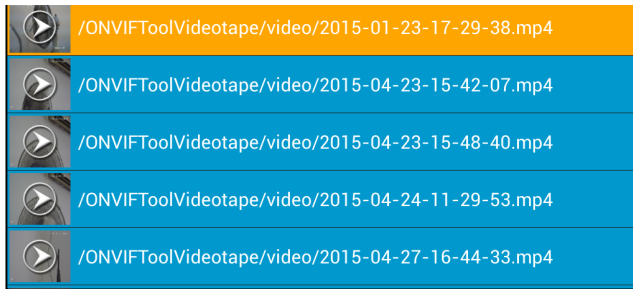 /ONVIFToolVideotape/video/2015-01-23-17-29-38.mp4
/ONVIFToolVideotape/video/2015-04-23-15-42-07.mp4
/ONVIFToolVideotape/video/2015-04-23-15-48-40.mp4
/ONVIFToolVideotape/video/2015-04-24-11-29-53.mp4
/ONVIFToolVideotape/video/2015-04-27-16-44-33.mp4